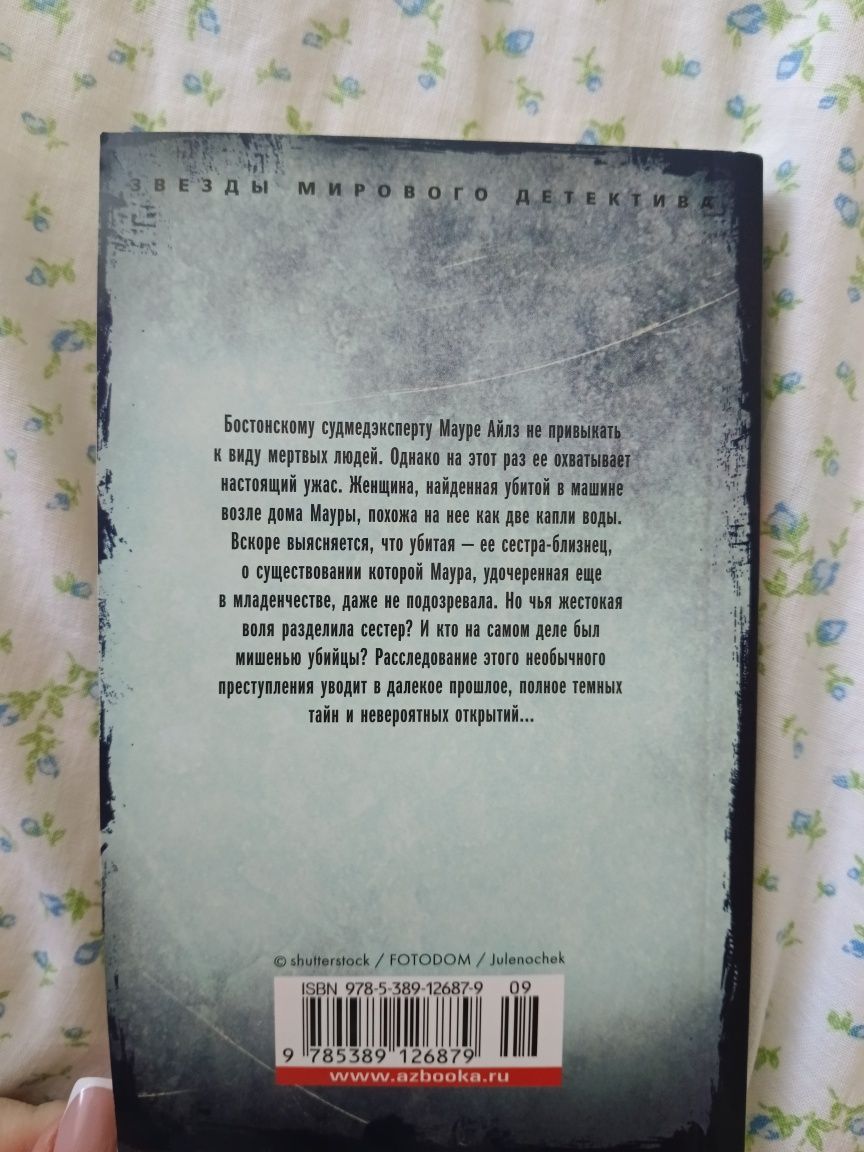 ЗВЕЗДЫ МИРОВОГО ДЕТЕКТИВА
Бостонскому судмедэксперту Мауре Айлз не привыкать
к виду мертвых людей. Однако на этот раз ее охватывает
настоящий ужас. Женщина, найденная убитой в машине
возле дома Мауры, похожа на нее как две капли воды.
Вскоре выясняется, что убитая — ее сестра-близнец,
о существовании которой Маура, удочеренная еще
в младенчестве, даже не подозревала. Но чья жестокая
воля разделила сестер? И кто на самом деле был
мишенью убийцы? Расследование этого необычного
преступления уводит в далекое прошлое, полное темных
тайн и невероятных открытий...
© shutterstock / FOTODOM / Julenochek
ISBN 978-5-389-12687-9 09
9 785389 126879
www.azbooka.ru